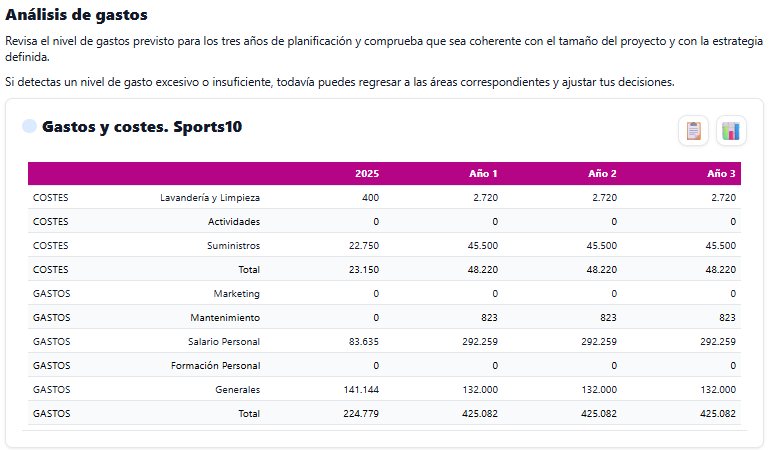 Análisis de gastos
Revisa el nivel de gastos previsto para los tres años de planificación y comprueba que sea coherente con el tamaño del proyecto y con la estrategia
definida.
Si detectas un nivel de gasto excesivo o insuficiente, todavía puedes regresar a las áreas correspondientes y ajustar tus decisiones.
Gastos y costes. Sports10
2025 Año 1 Año 2 Año 3
COSTES Lavandería y Limpieza 400 2.720 2.720 2.720
COSTES Actividades 0 0 0 0
COSTES Suministros 22.750 45.500 45.500 45.500
COSTES Total 23.150 48.220 48.220 48.220
GASTOS Marketing 0 0 0 0
GASTOS Mantenimiento 0 823 823 823
GASTOS Salario Personal 83.635 292.259 292.259 292.259
GASTOS Formación Personal 0 0 0 0
GASTOS Generales 141.144 132.000 132.000 132.000
GASTOS Total 224.779 425.082 425.082 425.082